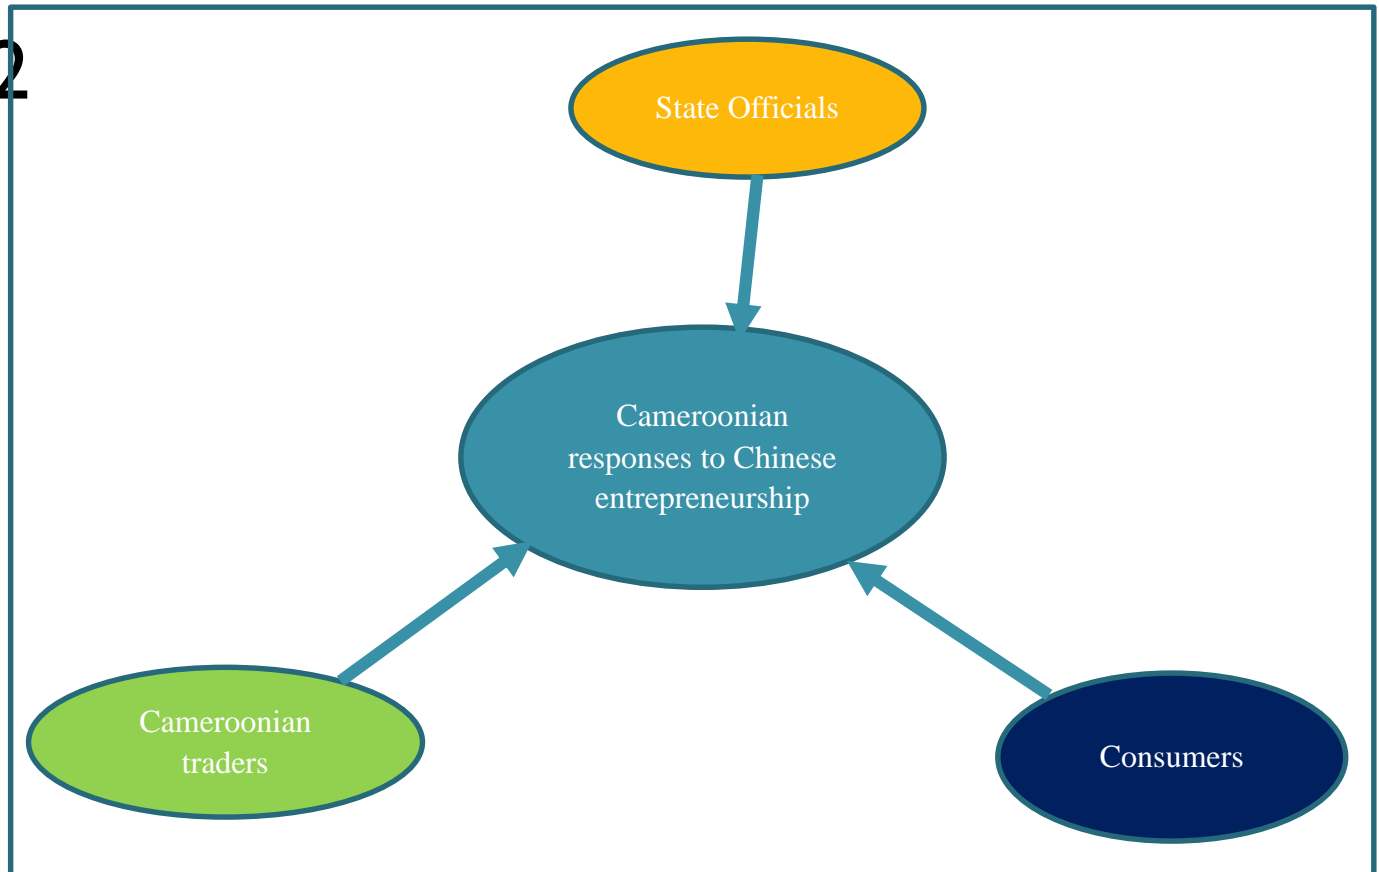 2
State Officials
Cameroonian
responses to Chinese
entrepreneurship
Cameroonian
traders
Consumers